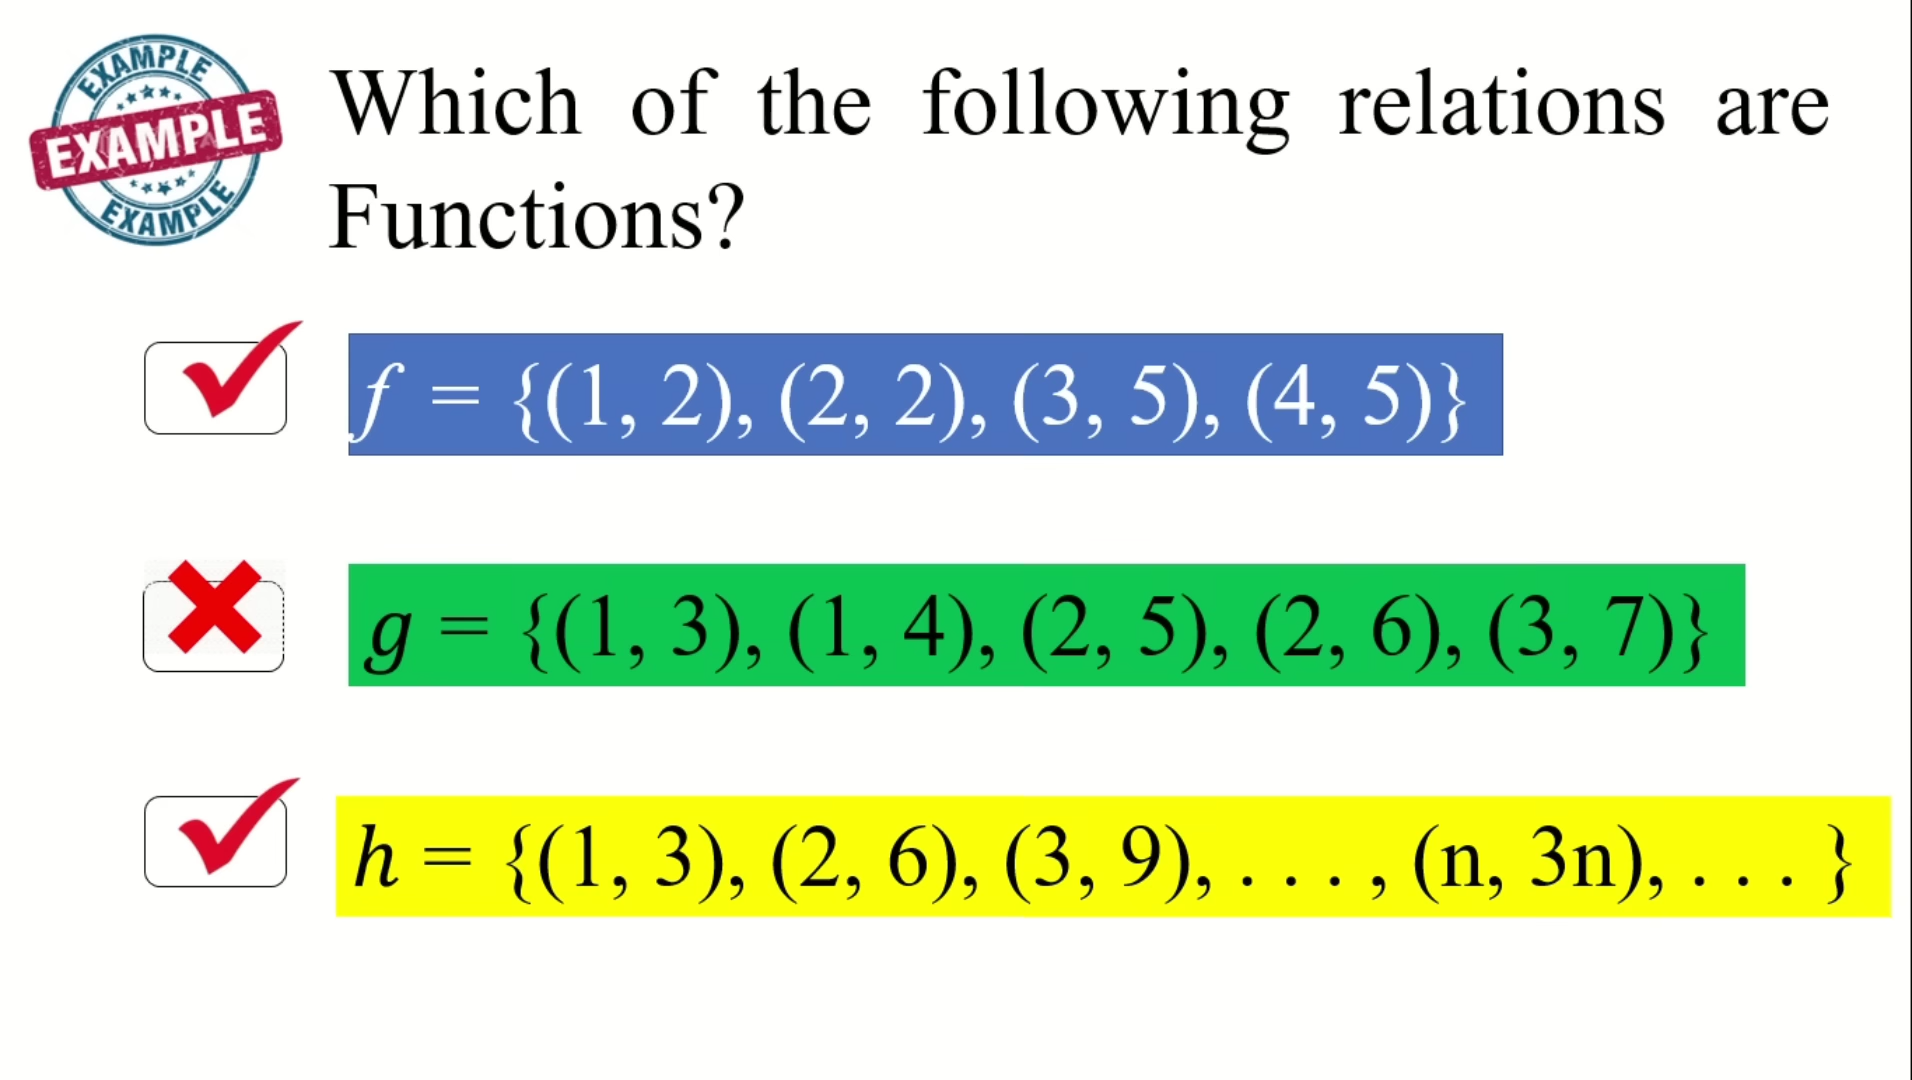 EXAMPLE
EXAMPLE
EXAMPLE
Which of the following relations are
Functions?
f = {(1, 2), (2, 2), (3, 5), (4, 5)}
g = {(1, 3), (1, 4), (2, 5), (2, 6), (3, 7)}
h = {(1, 3), (2, 6), (3, 9), . . . , (n, 3n), . . . }